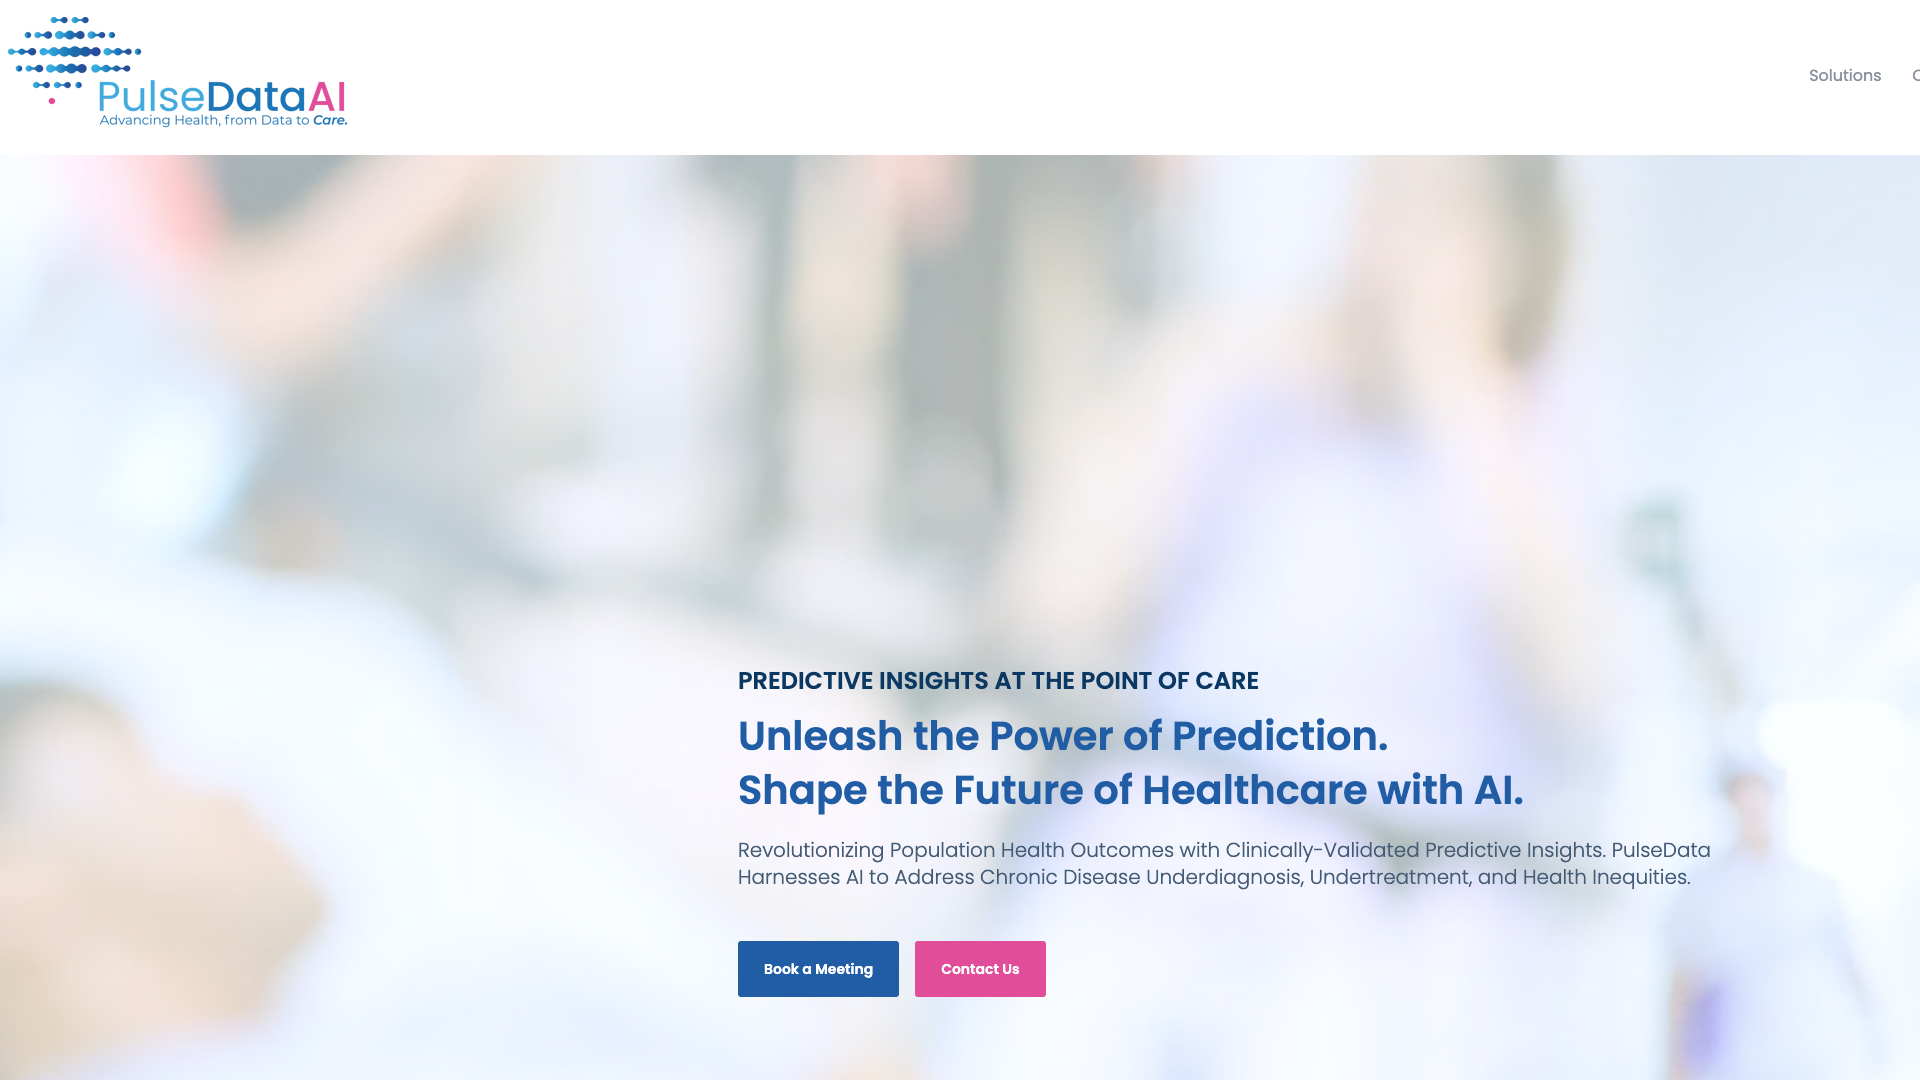 PulseDataAI
Advancing Health, from Data to Care.
Solutions
PREDICTIVE INSIGHTS AT THE POINT OF CARE
Unleash the Power of Prediction.
Shape the Future of Healthcare with AI.
Revolutionizing Population Health Outcomes with Clinically-Validated Predictive Insights. PulseData
Harnesses AI to Address Chronic Disease Underdiagnosis, Undertreatment, and Health Inequities.
Book a Meeting
Contact Us